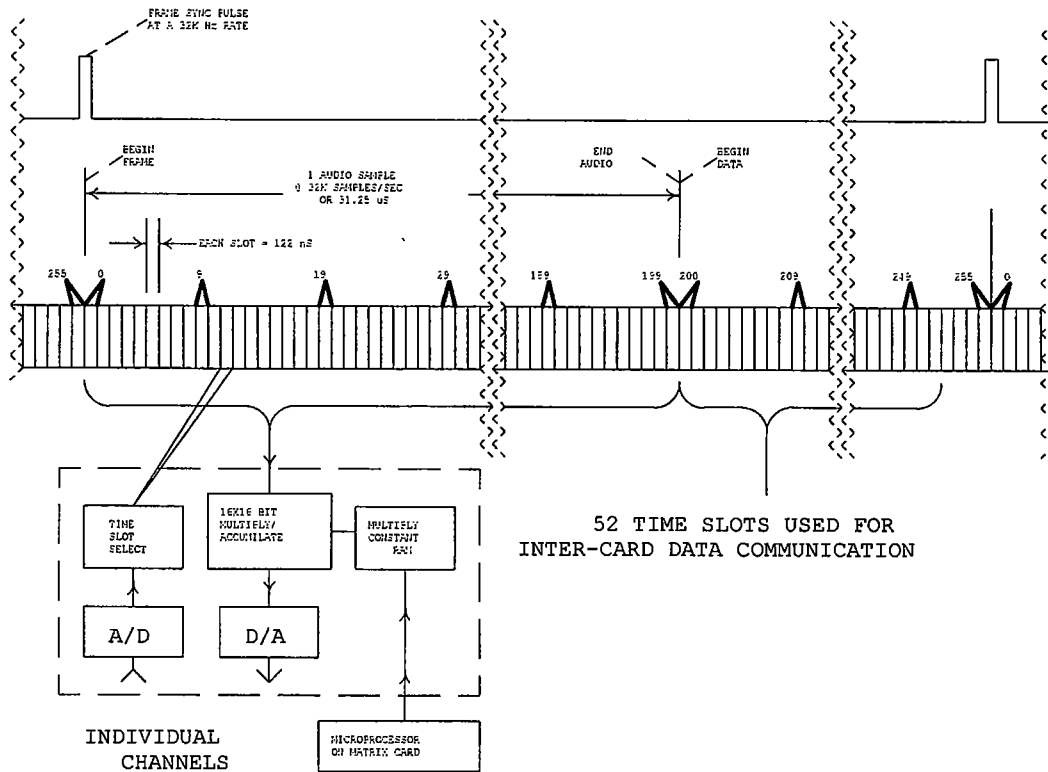 FRAME SYNC PULSE
AT A 32K Hz RATE
BEGIN
FRAME
END
AUDIO
BEGIN
DATA
1 AUDIO SAMPLE
@ 32K SAMPLES/SEC
OR 31.25 uS
EACH SLOT = 122 nS
255 0 9 19 29 189 199 200 209 249 255 0
TIME
SLOT
SELECT
16X16 BIT
MULTIPLY/
ACCUMILATE
MULTIPLY
CONSTANT
RAM
52 TIME SLOTS USED FOR
INTER-CARD DATA COMMUNICATION
A/D
D/A
INDIVIDUAL
CHANNELS
MICROPROCESSOR
ON MATRIX CARD